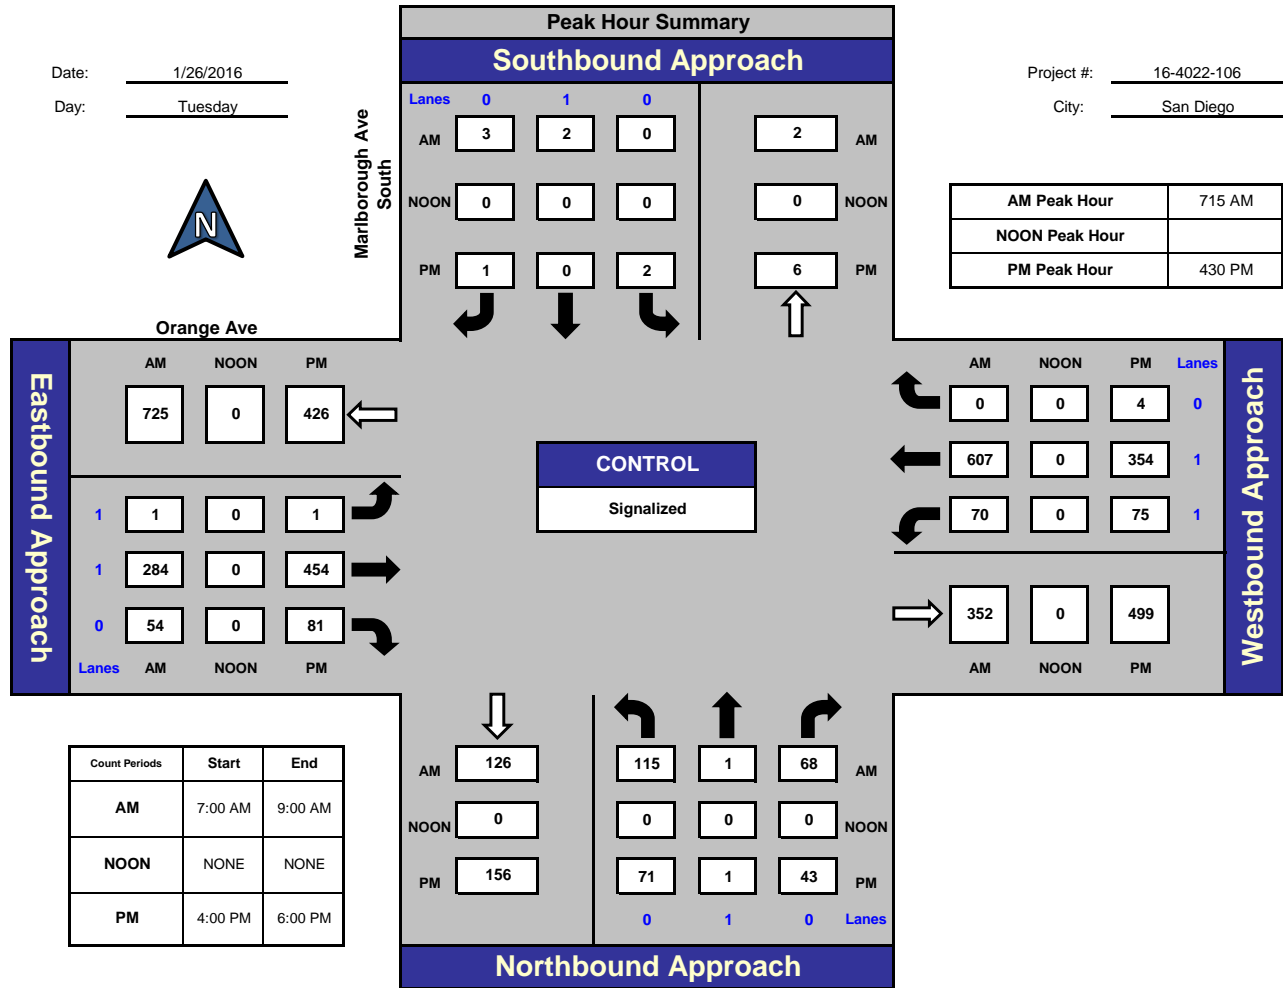 Peak Hour Summary
Southbound Approach
Date: 1/26/2016
Day: Tuesday
Project #: 16-4022-106
City: San Diego
Marlborough Ave
South
Lanes 0 1 0
AM 3 2 0 2 AM
NOON 0 0 0 0 NOON
PM 1 0 2 6 PM
N
AM Peak Hour 715 AM
NOON Peak Hour
PM Peak Hour 430 PM
Orange Ave
Eastbound Approach
AM NOON PM
725 0 426
1 1 0 1
1 284 0 454
0 54 0 81
Lanes AM NOON PM
CONTROL
Signalized
AM NOON PM Lanes
0 0 4 0
607 0 354 1
70 0 75 1
352 0 499
AM NOON PM
Westbound Approach
Count Periods Start End
AM 7:00 AM 9:00 AM
NOON NONE NONE
PM 4:00 PM 6:00 PM
AM 126 115 1 68 AM
NOON 0 0 0 0 NOON
PM 156 71 1 43 PM
0 1 0 Lanes
Northbound Approach